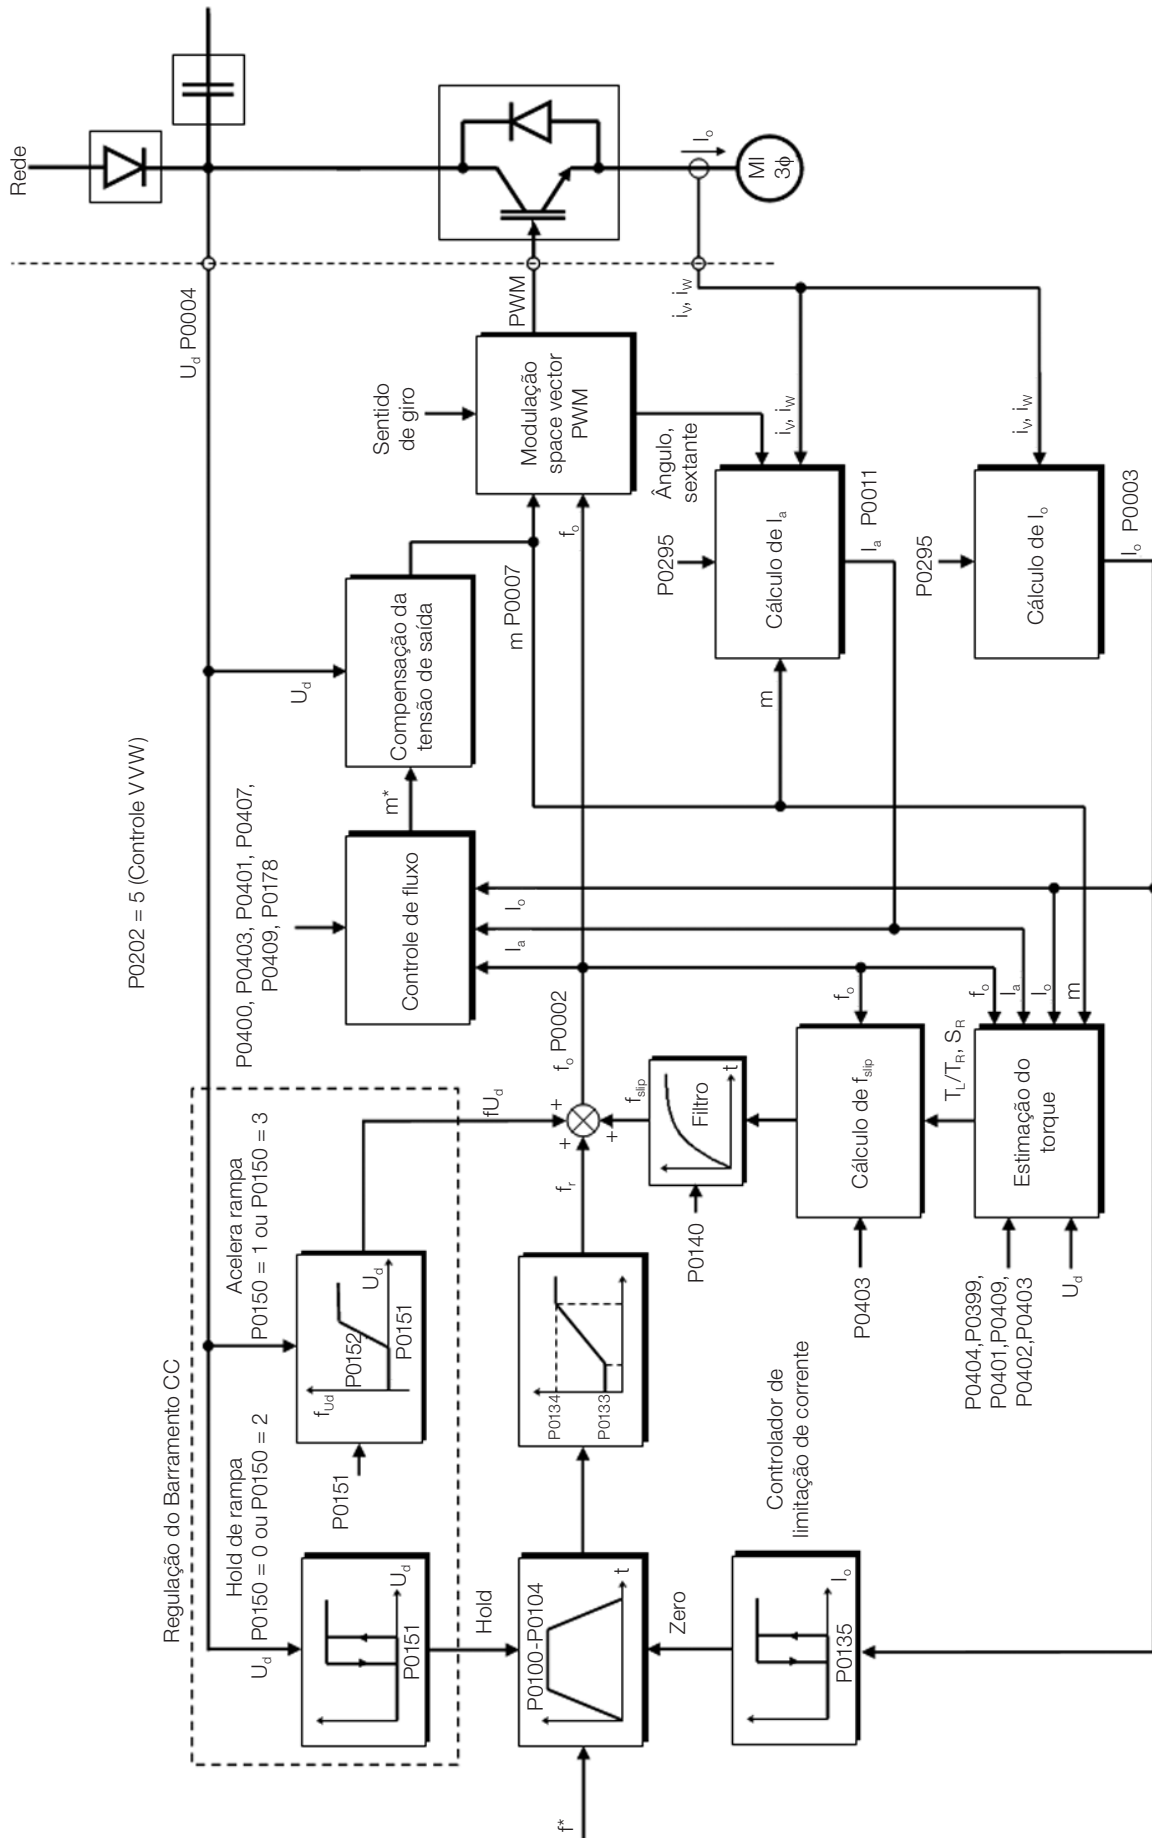 P0202 = 5 (Controle VVW)
Regulação do Barramento CC
Hold de rampa
P0150 = 0 ou P0150 = 2
Acelera rampa
P0150 = 1 ou P0150 = 3
U_d P0004
Rede
U_d
U_d
P0151
Hold
P0151
f_Ud
P0152
U_d
P0151
fU_d
P0400, P0403, P0401, P0407,
P0409, P0178
Controle de fluxo
m*
U_d
Compensação da
tensão de saída
Sentido
de giro
Modulação
space vector
PWM
PWM
f*
P0100-P0104
t
P0134
P0133
f_r
+
+
+
f_o P0002
I_a
I_o
m P0007
f_o
Zero
Controlador de
limitação de corrente
I_o
P0135
P0140
Filtro
t
f_slip
P0403
Cálculo de f_slip
f_o
T_L/T_R, S_R
P0404,P0399,
P0401,P0409,
P0402,P0403
U_d
Estimação do
torque
f_o
I_a
I_o
m
m
P0295
Ângulo,
sextante
Cálculo de I_a
I_a P0011
i_V, i_W
i_V, i_W
P0295
Cálculo de I_o
I_o P0003
i_V, i_W
I_o
MI
3ϕ